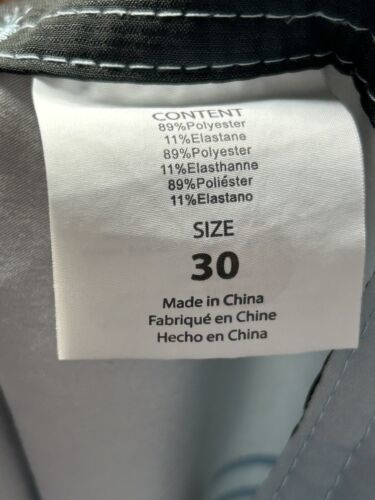 CONTENT
89%Polyester
11%Elastane
89%Polyester
11%Elasthanne
89%Poliéster
11%Elastano
SIZE
30
Made in China
Fabriqué en Chine
Hecho en China